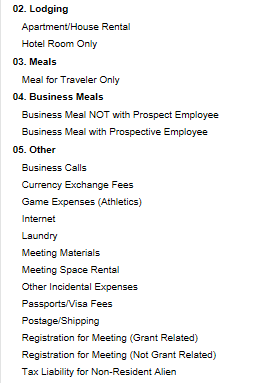 02. Lodging
Apartment/House Rental
Hotel Room Only
03. Meals
Meal for Traveler Only
04. Business Meals
Business Meal NOT with Prospect Employee
Business Meal with Prospective Employee
05. Other
Business Calls
Currency Exchange Fees
Game Expenses (Athletics)
Internet
Laundry
Meeting Materials
Meeting Space Rental
Other Incidental Expenses
Passports/Visa Fees
Postage/Shipping
Registration for Meeting (Grant Related)
Registration for Meeting (Not Grant Related)
Tax Liability for Non-Resident Alien